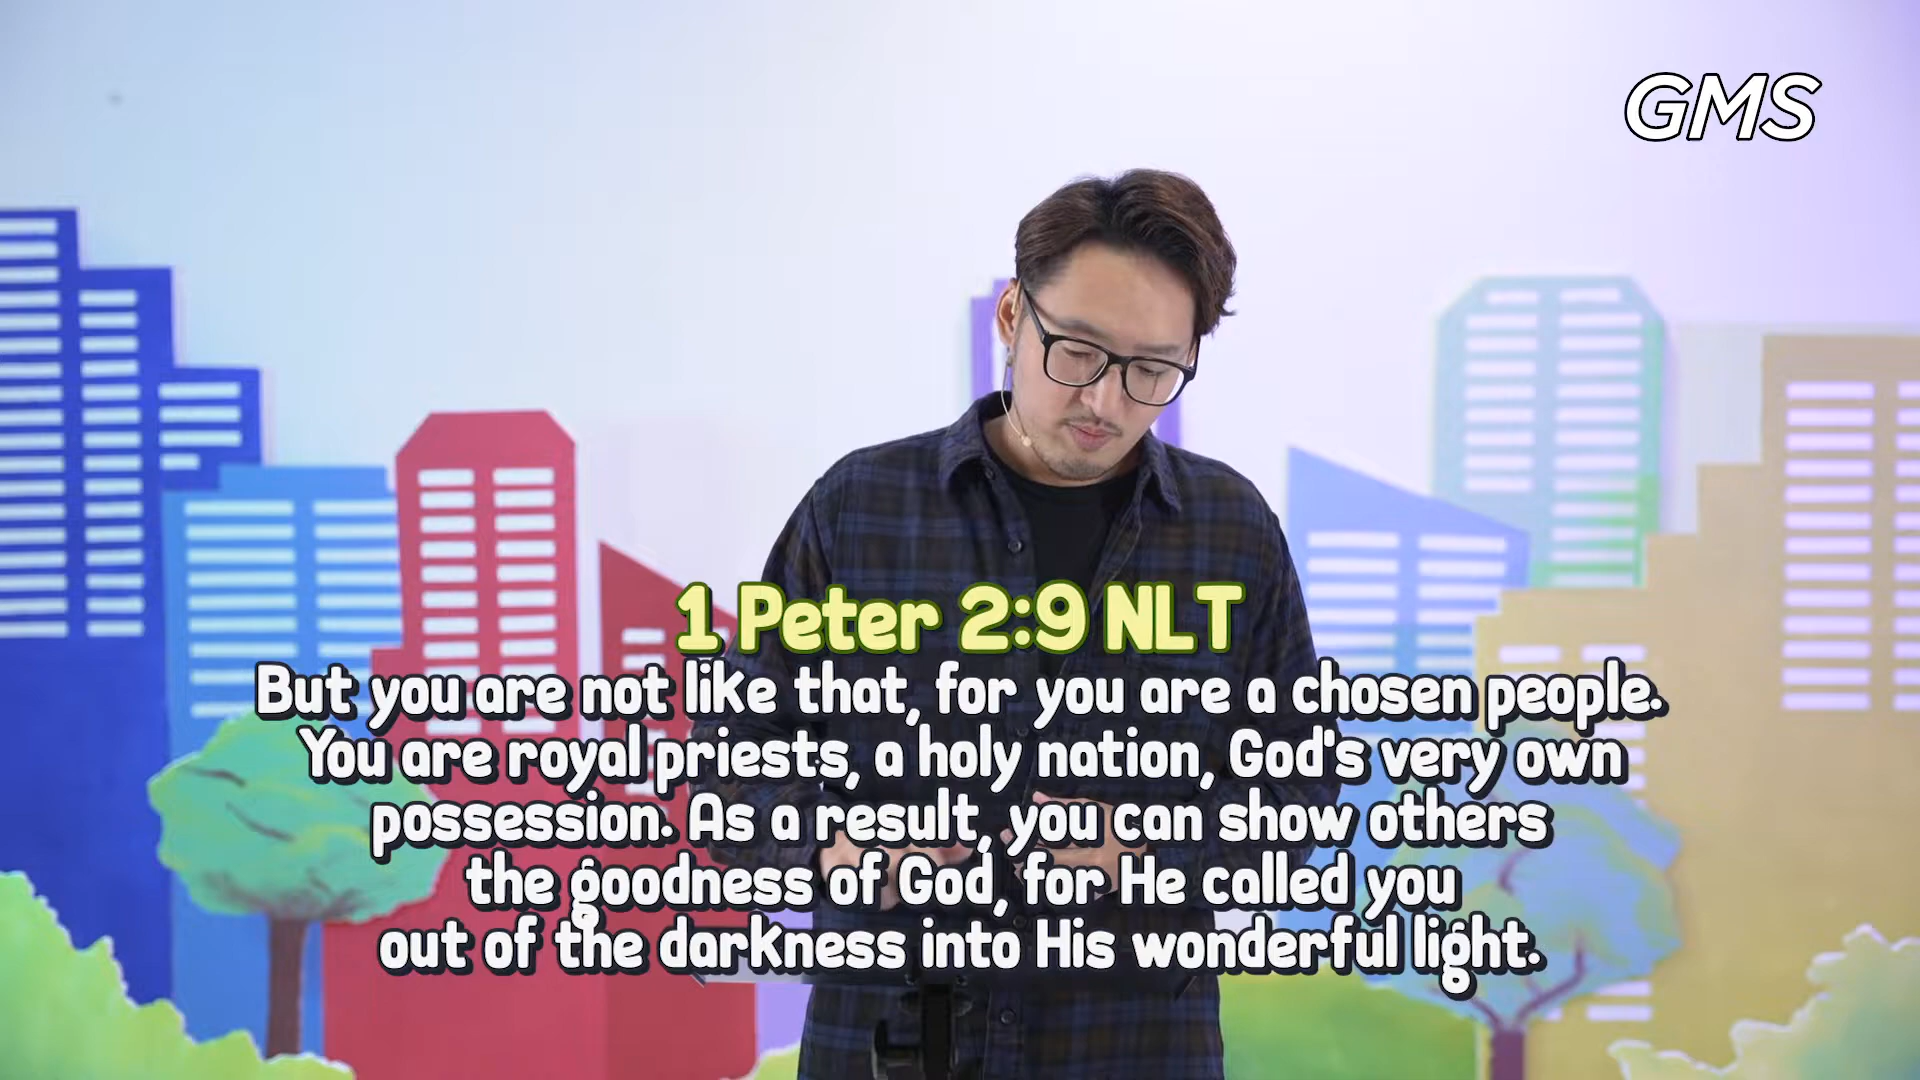 GMS
1 Peter 2:9 NLT
But you are not like that, for you are a chosen people.
You are royal priests, a holy nation, God's very own
possession. As a result, you can show others
the goodness of God, for He called you
out of the darkness into His wonderful light.